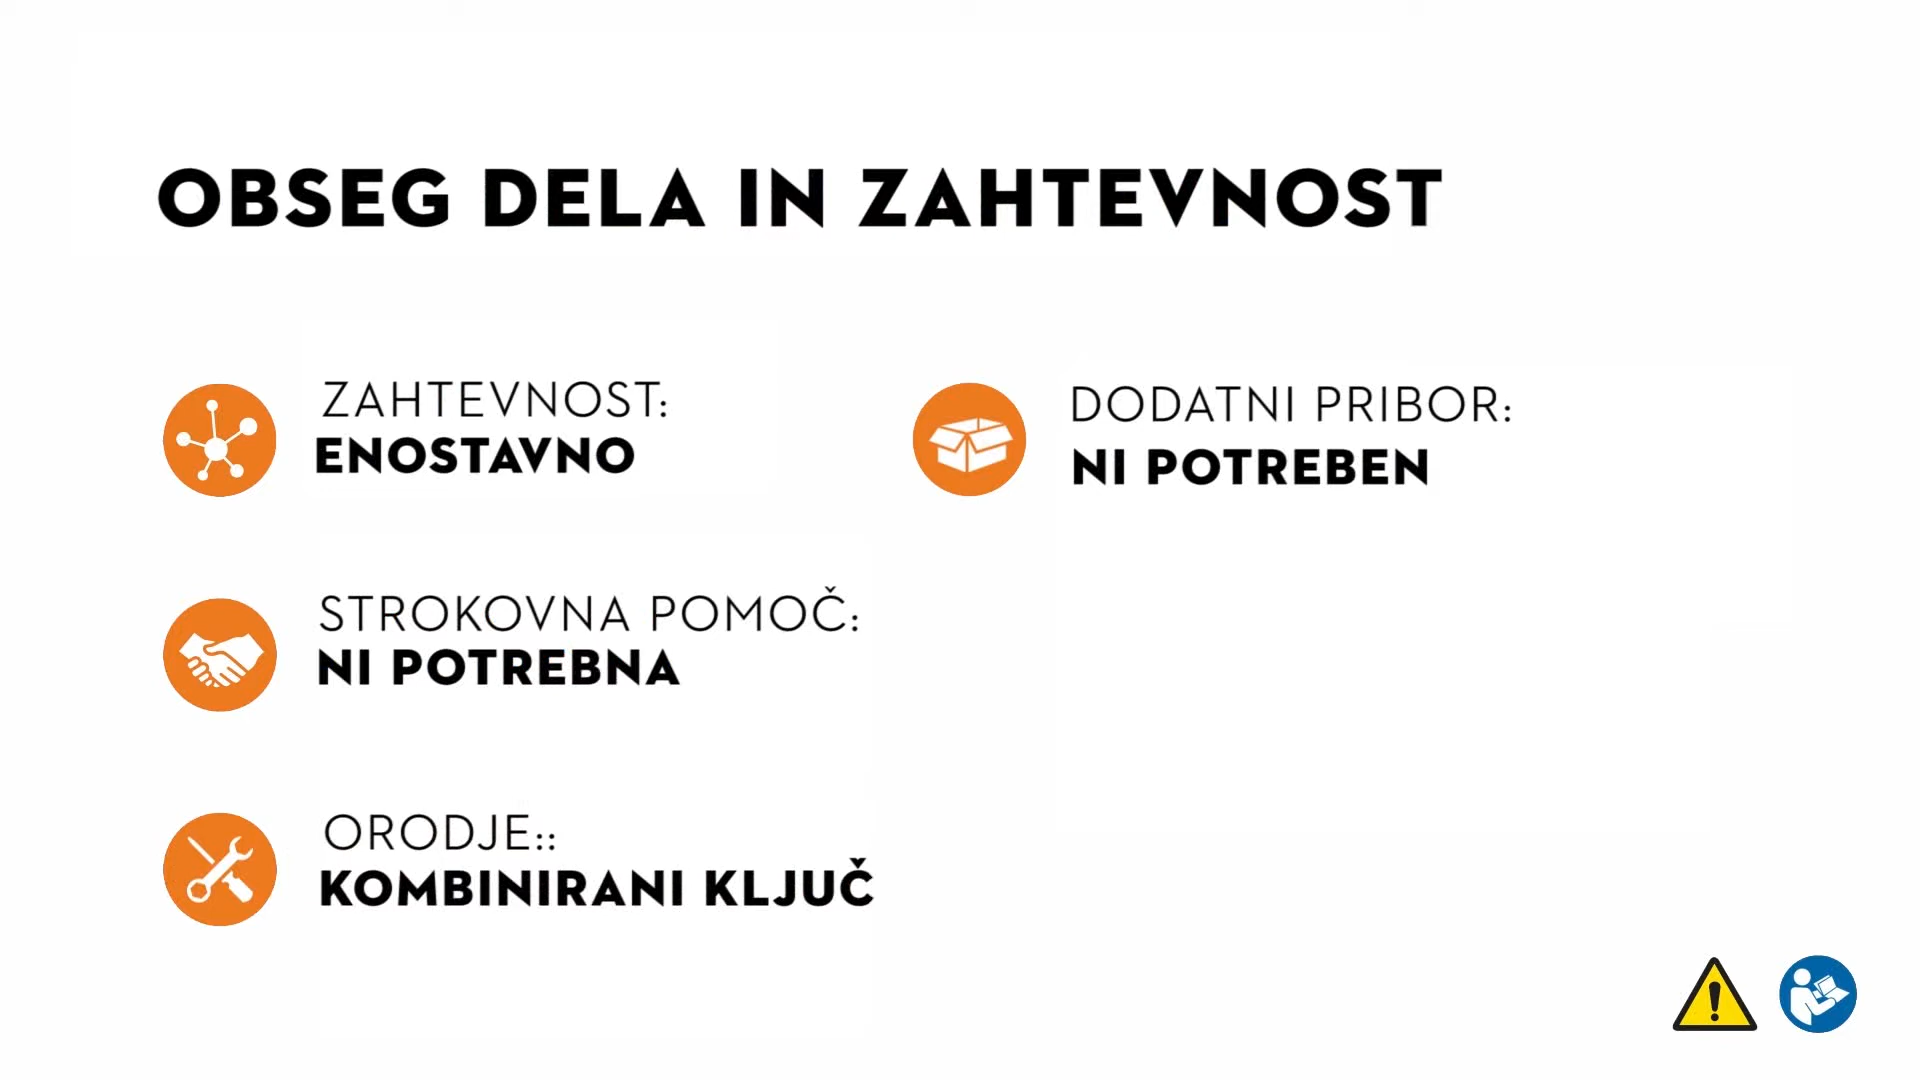 OBSEG DELA IN ZAHTEVNOST
ZAHTEVNOST:
ENOSTAVNO
DODATNI PRIBOR:
NI POTREBEN
STROKOVNA POMOČ:
NI POTREBNA
ORODJE::
KOMBINIRANI KLJUČ